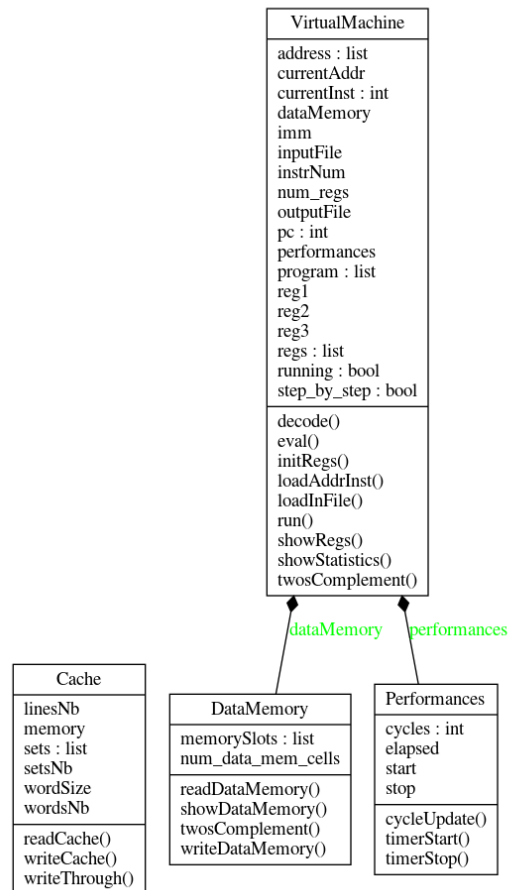 VirtualMachine
address : list
currentAddr
currentInst : int
dataMemory
imm
inputFile
instrNum
num_regs
outputFile
pc : int
performances
program : list
reg1
reg2
reg3
regs : list
running : bool
step_by_step : bool
decode()
eval()
initRegs()
loadAddrInst()
loadInFile()
run()
showRegs()
showStatistics()
twosComplement()
dataMemory
performances
Cache
linesNb
memory
sets : list
setsNb
wordSize
wordsNb
readCache()
writeCache()
writeThrough()
DataMemory
memorySlots : list
num_data_mem_cells
readDataMemory()
showDataMemory()
twosComplement()
writeDataMemory()
Performances
cycles : int
elapsed
start
stop
cycleUpdate()
timerStart()
timerStop()